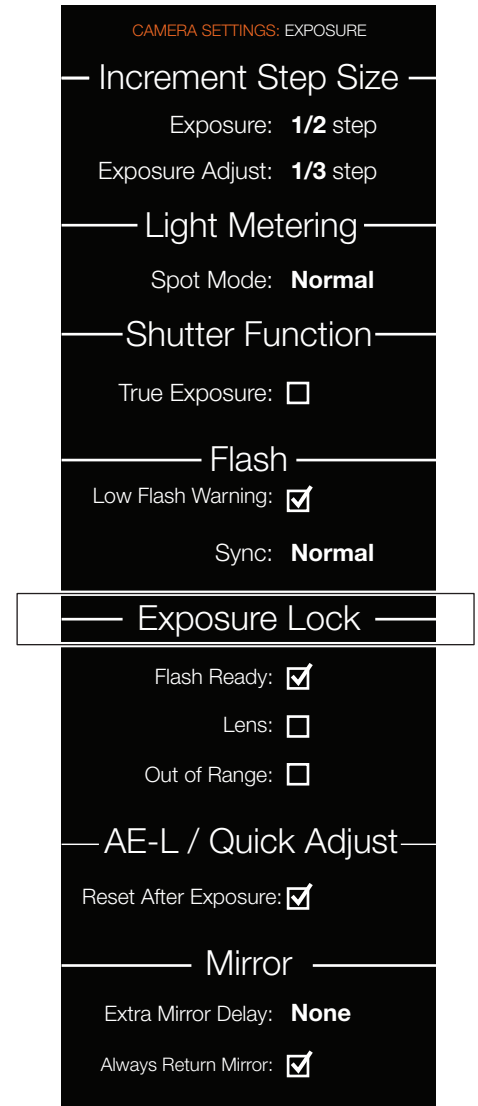 CAMERA SETTINGS: EXPOSURE
Increment Step Size
Exposure: 1/2 step
Exposure Adjust: 1/3 step
Light Metering
Spot Mode: Normal
Shutter Function
True Exposure:
Flash
Low Flash Warning:
Sync: Normal
Exposure Lock
Flash Ready:
Lens:
Out of Range:
AE-L / Quick Adjust
Reset After Exposure:
Mirror
Extra Mirror Delay: None
Always Return Mirror: